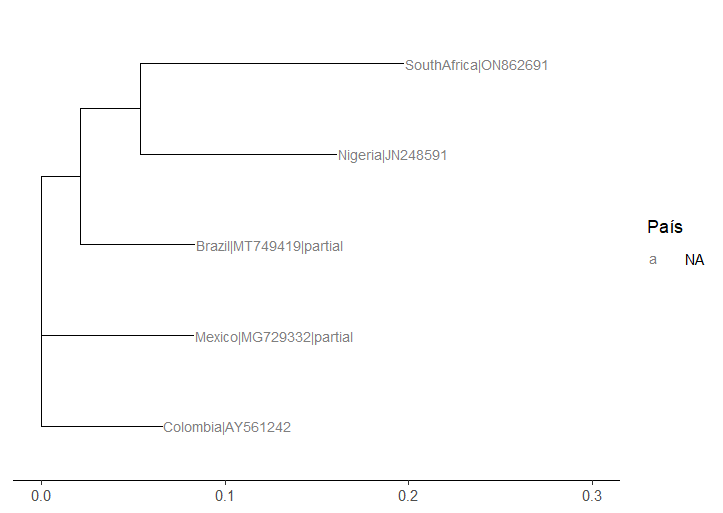 SouthAfrica|ON862691
Nigeria|JN248591
Brazil|MT749419|partial
Mexico|MG729332|partial
Colombia|AY561242
País
a NA
0.0 0.1 0.2 0.3